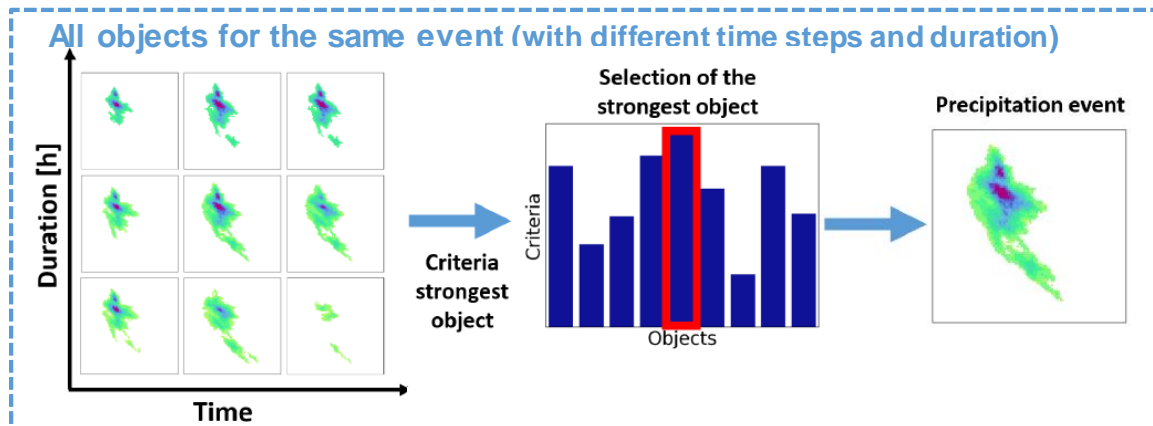 All objects for the same event (with different time steps and duration)
Duration [h]
Time
Criteria
strongest
object
Selection of the
strongest object
Criteria
Objects
Precipitation event